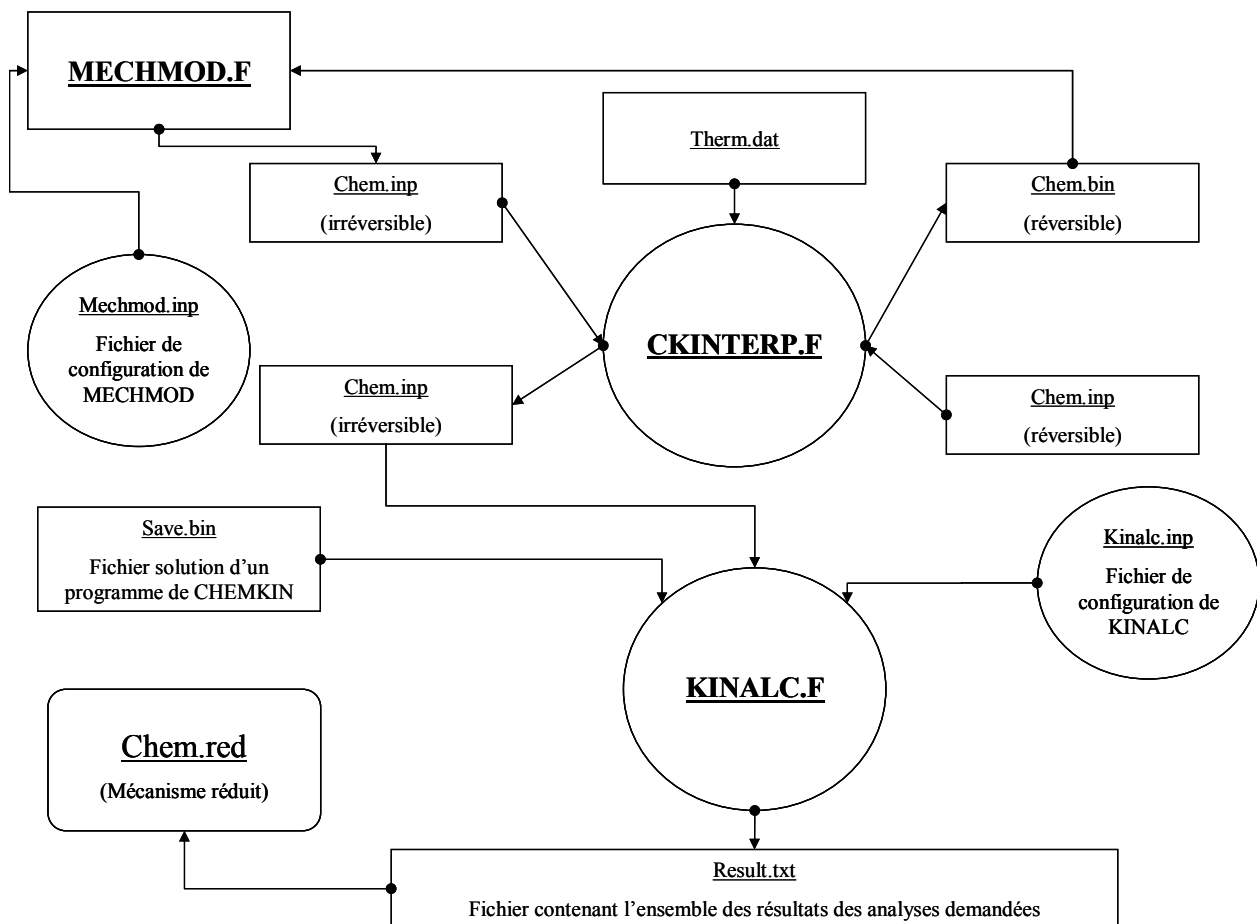 MECHMOD.F
Therm.dat
Chem.inp
(irréversible)
Chem.bin
(réversible)
Mechmod.inp
Fichier de
configuration de
MECHMOD
CKINTERP.F
Chem.inp
(irréversible)
Chem.inp
(réversible)
Save.bin
Fichier solution d'un
programme de CHEMKIN
Kinalc.inp
Fichier de
configuration de
KINALC
KINALC.F
Chem.red
(Mécanisme réduit)
Result.txt
Fichier contenant l'ensemble des résultats des analyses demandées